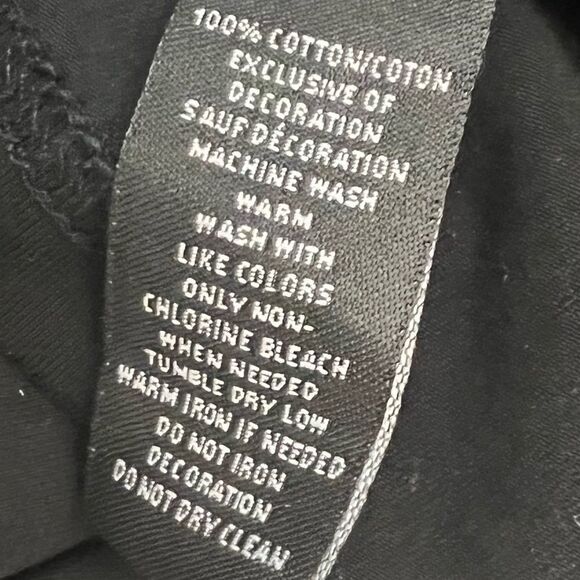 100% COTTON/COTON
EXCLUSIVE OF
DECORATION
SAUF DÉCORATION
MACHINE WASH
WARM
WASH WITH
LIKE COLORS
ONLY NON-
CHLORINE BLEACH
WHEN NEEDED
TUMBLE DRY LOW
WARM IRON IF NEEDED
DO NOT IRON
DECORATION
DO NOT DRY CLEAN